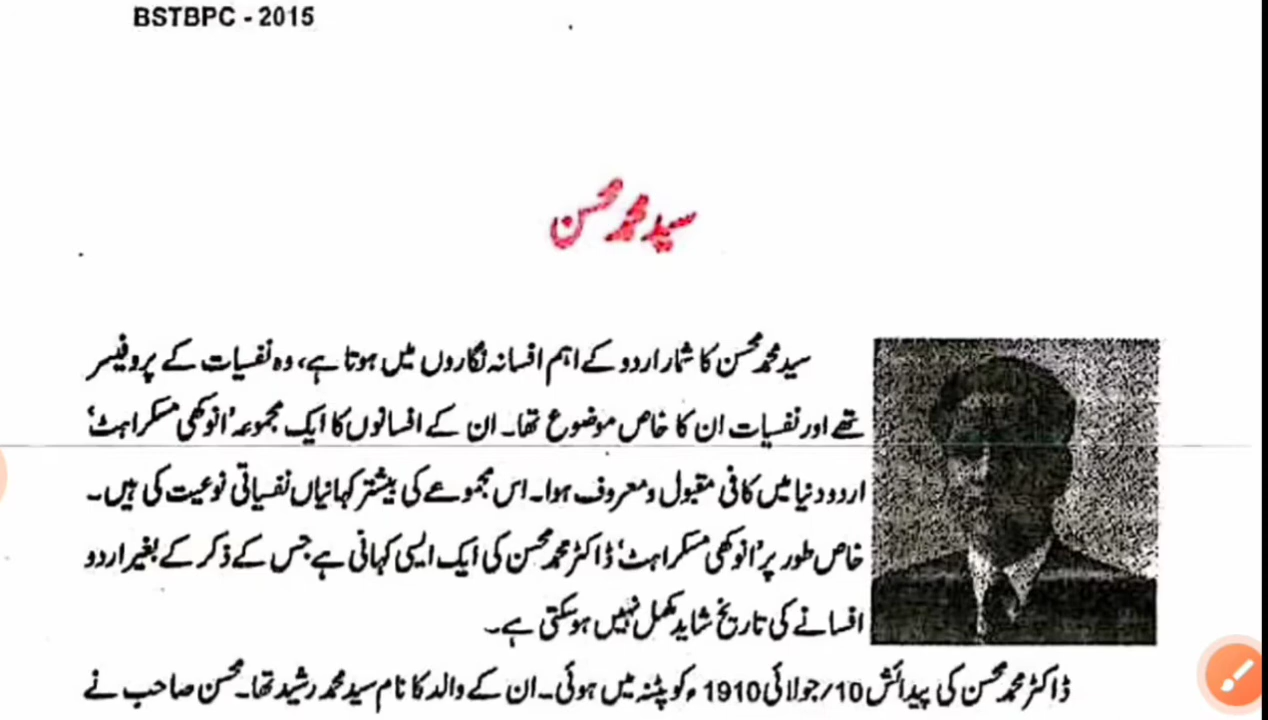 BSTBPC - 2015
سید محمد محسن
سید محمد محسن کا شمار اردو کے اہم افسانہ نگاروں میں ہوتا ہے، وہ نفسیات کے پروفیسر
تھے اور نفسیات ان کا خاص موضوع تھا۔ ان کے افسانوں کا ایک مجموعہ 'انوکھی مسکراہٹ'
اردو دنیا میں کافی مقبول و معروف ہوا۔ اس مجموعے کی بیشتر کہانیاں نفسیاتی نوعیت کی ہیں۔
خاص طور پر 'انوکھی مسکراہٹ' ڈاکٹر محمد محسن کی ایک ایسی کہانی ہے جس کے ذکر کے بغیر اردو
افسانے کی تاریخ شاید مکمل نہیں ہوسکتی ہے۔
ڈاکٹر محمد محسن کی پیدائش 10/جولائی 1910ء کو پٹنہ میں ہوئی۔ ان کے والد کا نام سید محمد رشید تھا۔ محسن صاحب نے